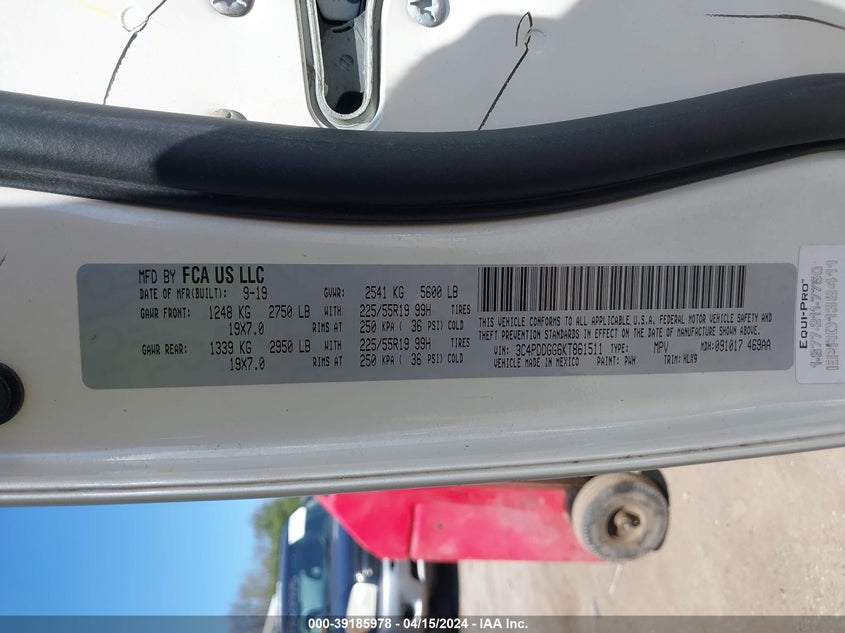 MFD BY FCA US LLC
DATE OF MFR(BUILT): 9-19 GVWR: 2541 KG 5600 LB
GAWR FRONT: 1248 KG 2750 LB WITH 225/55R19 99H TIRES
19X7.0 RIMS AT 250 KPA ( 36 PSI) COLD
GAWR REAR: 1339 KG 2950 LB WITH 225/55R19 99H TIRES
19X7.0 RIMS AT 250 KPA ( 36 PSI) COLD
THIS VEHICLE CONFORMS TO ALL APPLICABLE U.S.A. FEDERAL MOTOR VEHICLE SAFETY AND
THEFT PREVENTION STANDARDS IN EFFECT ON THE DATE OF MANUFACTURE SHOWN ABOVE.
VIN: 3C4PDDGG6KT861511 TYPE: MPV MDH: 091017 469AA
VEHICLE MADE IN MEXICO PAINT: PWH TRIM: HLX9
Equi-Pro™
000-39185978 - 04/15/2024 - IAA Inc.